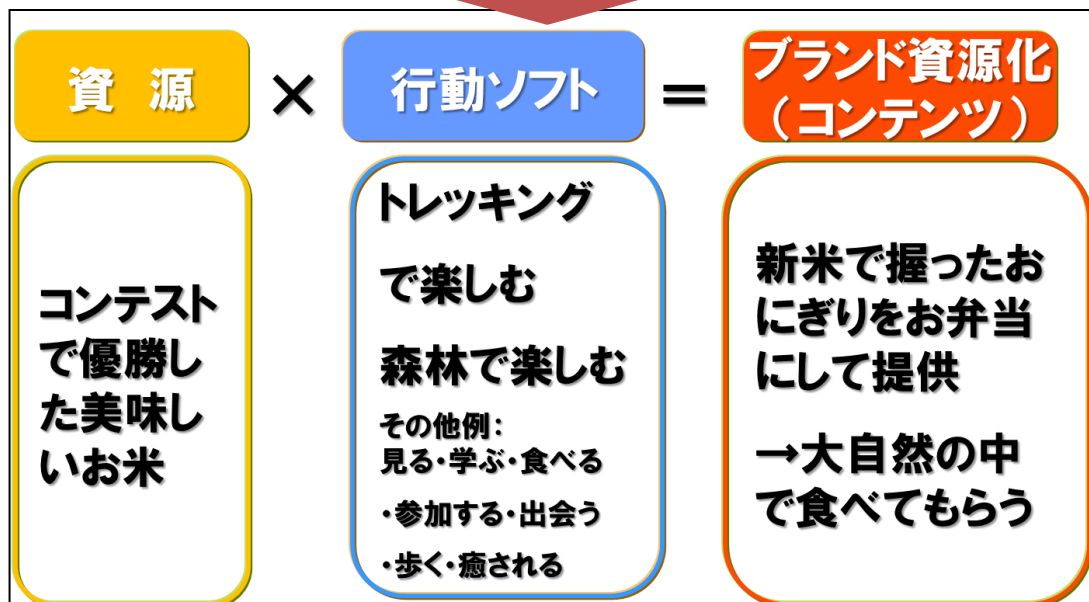 資 源
×
行動ソフト
＝
ブランド資源化
（コンテンツ）
コンテスト
で優勝し
た美味し
いお米
トレッキング
で楽しむ
森林で楽しむ
その他例：
見る・学ぶ・食べる
・参加する・出会う
・歩く・癒される
新米で握ったお
にぎりをお弁当
にして提供
→大自然の中
で食べてもらう